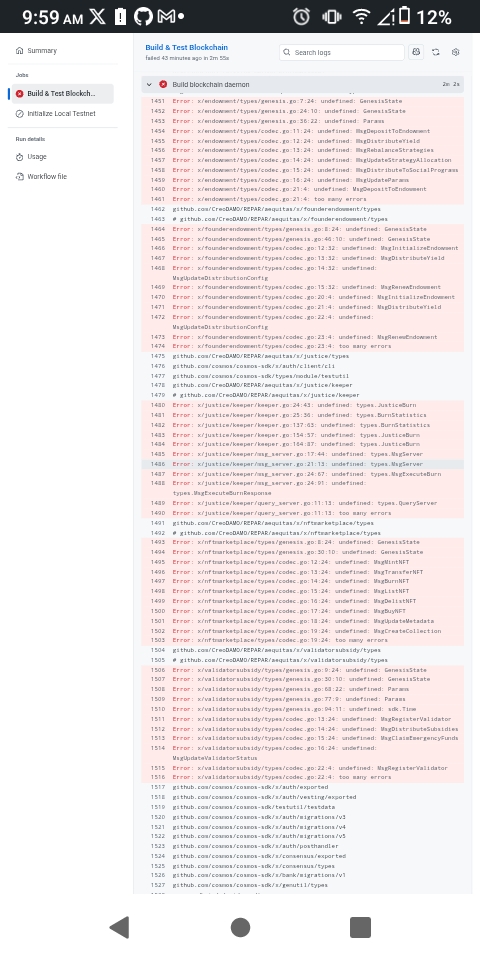 9:59 AM
12%
Summary
Build & Test Blockchain
failed 43 minutes ago in 2m 55s
Search logs
Jobs
Build & Test Blockch...
Initialize Local Testnet
Run details
Usage
Workflow file
Build blockchain daemon 2m 2s
1451 Error: x/endowment/types/genesis.go:7:24: undefined: GenesisState
1452 Error: x/endowment/types/genesis.go:24:10: undefined: GenesisState
1453 Error: x/endowment/types/genesis.go:36:22: undefined: Params
1454 Error: x/endowment/types/codec.go:11:24: undefined: MsgDepositToEndowment
1455 Error: x/endowment/types/codec.go:12:24: undefined: MsgDistributeYield
1456 Error: x/endowment/types/codec.go:13:24: undefined: MsgRebalanceStrategies
1457 Error: x/endowment/types/codec.go:14:24: undefined: MsgUpdateStrategyAllocation
1458 Error: x/endowment/types/codec.go:15:24: undefined: MsgDistributeToSocialPrograms
1459 Error: x/endowment/types/codec.go:16:24: undefined: MsgUpdateParams
1460 Error: x/endowment/types/codec.go:21:4: undefined: MsgDepositToEndowment
1461 Error: x/endowment/types/codec.go:21:4: too many errors
1462 github.com/CreoDAMO/REPAR/aequitas/x/founderendowment/types
1463 # github.com/CreoDAMO/REPAR/aequitas/x/founderendowment/types
1464 Error: x/founderendowment/types/genesis.go:8:24: undefined: GenesisState
1465 Error: x/founderendowment/types/genesis.go:46:10: undefined: GenesisState
1466 Error: x/founderendowment/types/codec.go:12:32: undefined: MsgInitializeEndowment
1467 Error: x/founderendowment/types/codec.go:13:32: undefined: MsgDistributeYield
1468 Error: x/founderendowment/types/codec.go:14:32: undefined:
MsgUpdateDistributionConfig
1469 Error: x/founderendowment/types/codec.go:15:32: undefined: MsgRenewEndowment
1470 Error: x/founderendowment/types/codec.go:20:4: undefined: MsgInitializeEndowment
1471 Error: x/founderendowment/types/codec.go:21:4: undefined: MsgDistributeYield
1472 Error: x/founderendowment/types/codec.go:22:4: undefined:
MsgUpdateDistributionConfig
1473 Error: x/founderendowment/types/codec.go:23:4: undefined: MsgRenewEndowment
1474 Error: x/founderendowment/types/codec.go:23:4: too many errors
1475 github.com/CreoDAMO/REPAR/aequitas/x/justice/types
1476 github.com/cosmos/cosmos-sdk/x/auth/client/cli
1477 github.com/cosmos/cosmos-sdk/types/module/testutil
1478 github.com/CreoDAMO/REPAR/aequitas/x/justice/keeper
1479 # github.com/CreoDAMO/REPAR/aequitas/x/justice/keeper
1480 Error: x/justice/keeper/keeper.go:24:43: undefined: types.JusticeBurn
1481 Error: x/justice/keeper/keeper.go:25:36: undefined: types.BurnStatistics
1482 Error: x/justice/keeper/keeper.go:137:63: undefined: types.BurnStatistics
1483 Error: x/justice/keeper/keeper.go:154:57: undefined: types.JusticeBurn
1484 Error: x/justice/keeper/keeper.go:164:87: undefined: types.JusticeBurn
1485 Error: x/justice/keeper/msg_server.go:17:44: undefined: types.MsgServer
1486 Error: x/justice/keeper/msg_server.go:21:13: undefined: types.MsgServer
1487 Error: x/justice/keeper/msg_server.go:24:67: undefined: types.MsgExecuteBurn
1488 Error: x/justice/keeper/msg_server.go:24:91: undefined:
types.MsgExecuteBurnResponse
1489 Error: x/justice/keeper/query_server.go:11:13: undefined: types.QueryServer
1490 Error: x/justice/keeper/query_server.go:11:13: too many errors
1491 github.com/CreoDAMO/REPAR/aequitas/x/nftmarketplace/types
1492 # github.com/CreoDAMO/REPAR/aequitas/x/nftmarketplace/types
1493 Error: x/nftmarketplace/types/genesis.go:8:24: undefined: GenesisState
1494 Error: x/nftmarketplace/types/genesis.go:30:10: undefined: GenesisState
1495 Error: x/nftmarketplace/types/codec.go:12:24: undefined: MsgMintNFT
1496 Error: x/nftmarketplace/types/codec.go:13:24: undefined: MsgTransferNFT
1497 Error: x/nftmarketplace/types/codec.go:14:24: undefined: MsgBurnNFT
1498 Error: x/nftmarketplace/types/codec.go:15:24: undefined: MsgListNFT
1499 Error: x/nftmarketplace/types/codec.go:16:24: undefined: MsgDelistNFT
1500 Error: x/nftmarketplace/types/codec.go:17:24: undefined: MsgBuyNFT
1501 Error: x/nftmarketplace/types/codec.go:18:24: undefined: MsgUpdateMetadata
1502 Error: x/nftmarketplace/types/codec.go:19:24: undefined: MsgCreateCollection
1503 Error: x/nftmarketplace/types/codec.go:19:24: too many errors
1504 github.com/CreoDAMO/REPAR/aequitas/x/validatorsubsidy/types
1505 # github.com/CreoDAMO/REPAR/aequitas/x/validatorsubsidy/types
1506 Error: x/validatorsubsidy/types/genesis.go:9:24: undefined: GenesisState
1507 Error: x/validatorsubsidy/types/genesis.go:30:10: undefined: GenesisState
1508 Error: x/validatorsubsidy/types/genesis.go:68:22: undefined: Params
1509 Error: x/validatorsubsidy/types/genesis.go:77:9: undefined: Params
1510 Error: x/validatorsubsidy/types/genesis.go:94:11: undefined: sdk.Time
1511 Error: x/validatorsubsidy/types/codec.go:13:24: undefined: MsgRegisterValidator
1512 Error: x/validatorsubsidy/types/codec.go:14:24: undefined: MsgDistributeSubsidies
1513 Error: x/validatorsubsidy/types/codec.go:15:24: undefined: MsgClaimEmergencyFunds
1514 Error: x/validatorsubsidy/types/codec.go:16:24: undefined:
MsgUpdateValidatorStatus
1515 Error: x/validatorsubsidy/types/codec.go:22:4: undefined: MsgRegisterValidator
1516 Error: x/validatorsubsidy/types/codec.go:22:4: too many errors
1517 github.com/cosmos/cosmos-sdk/x/auth/exported
1518 github.com/cosmos/cosmos-sdk/x/auth/vesting/exported
1519 github.com/cosmos/cosmos-sdk/testutil/testdata
1520 github.com/cosmos/cosmos-sdk/x/auth/migrations/v3
1521 github.com/cosmos/cosmos-sdk/x/auth/migrations/v4
1522 github.com/cosmos/cosmos-sdk/x/auth/migrations/v5
1523 github.com/cosmos/cosmos-sdk/x/auth/posthandler
1524 github.com/cosmos/cosmos-sdk/x/consensus/exported
1525 github.com/cosmos/cosmos-sdk/x/consensus/types
1526 github.com/cosmos/cosmos-sdk/x/bank/migrations/v1
1527 github.com/cosmos/cosmos-sdk/x/genutil/types